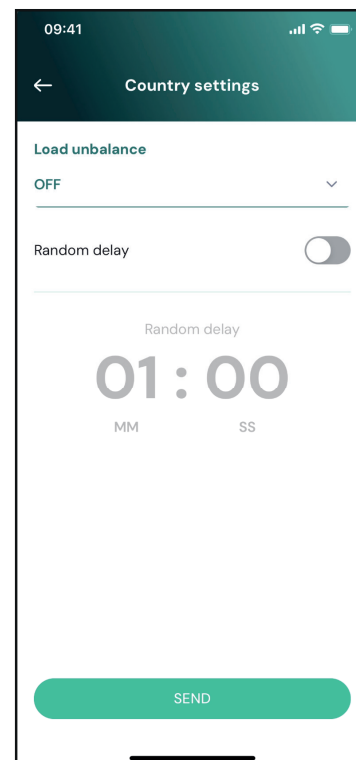 09:41
Country settings
Load unbalance
OFF
Random delay
Random delay
01 : 00
MM SS
SEND